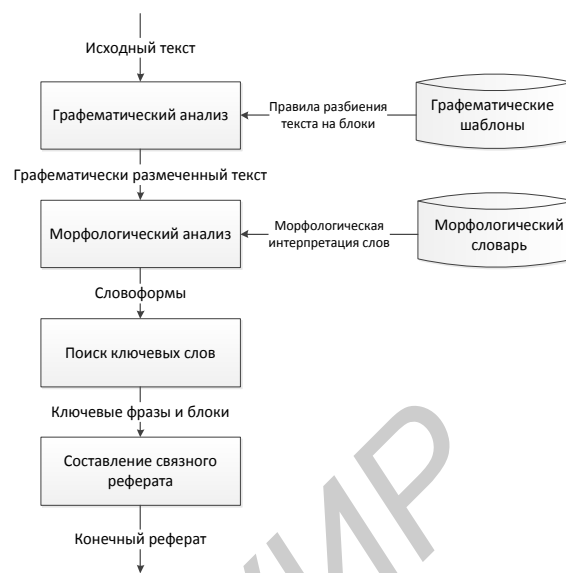 Исходный текст
Графематический анализ
Правила разбиения
текста на блоки
Графематические
шаблоны
Графематически размеченный текст
Морфологический анализ
Морфологическая
интерпретация слов
Морфологический
словарь
Словоформы
Поиск ключевых слов
Ключевые фразы и блоки
Составление связного
реферата
Конечный реферат